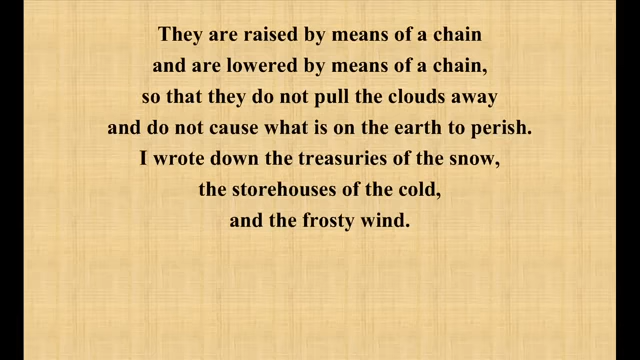 They are raised by means of a chain
and are lowered by means of a chain,
so that they do not pull the clouds away
and do not cause what is on the earth to perish.
I wrote down the treasuries of the snow,
the storehouses of the cold,
and the frosty wind.